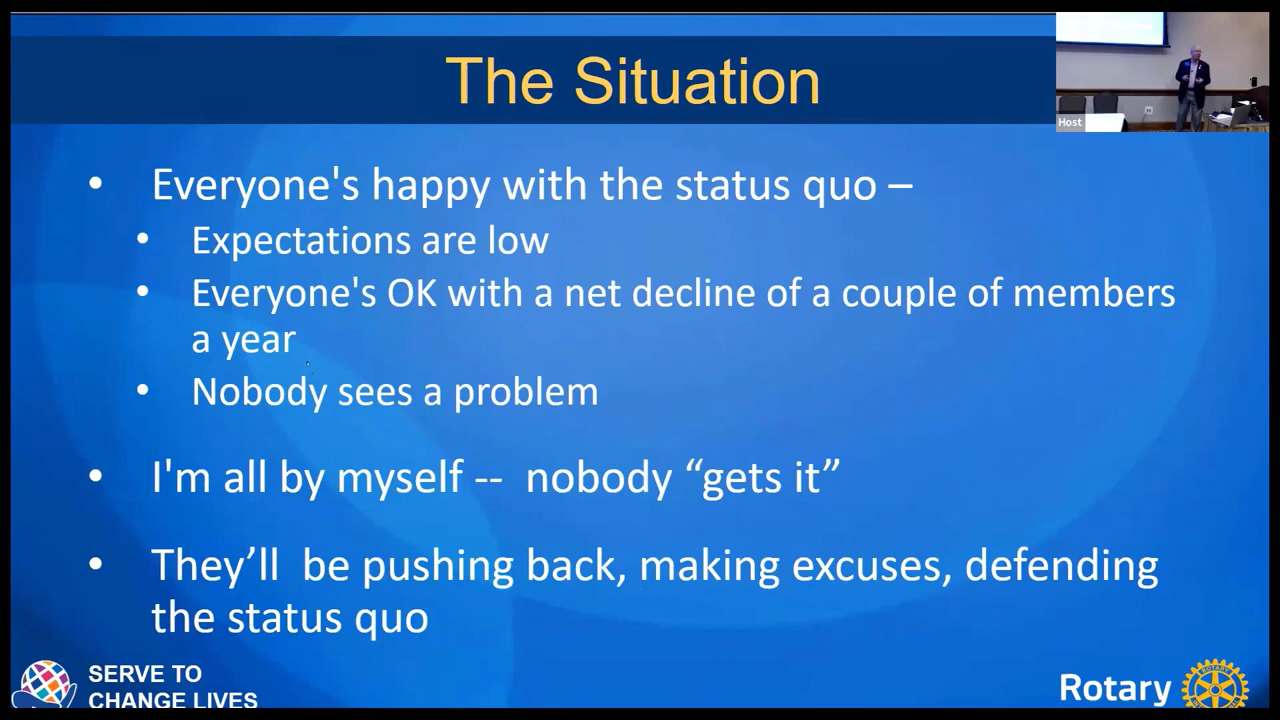 The Situation
Host
• Everyone's happy with the status quo –
• Expectations are low
• Everyone's OK with a net decline of a couple of members
a year
• Nobody sees a problem
• I'm all by myself -- nobody “gets it”
• They’ll be pushing back, making excuses, defending
the status quo
SERVE TO
CHANGE LIVES
Rotary